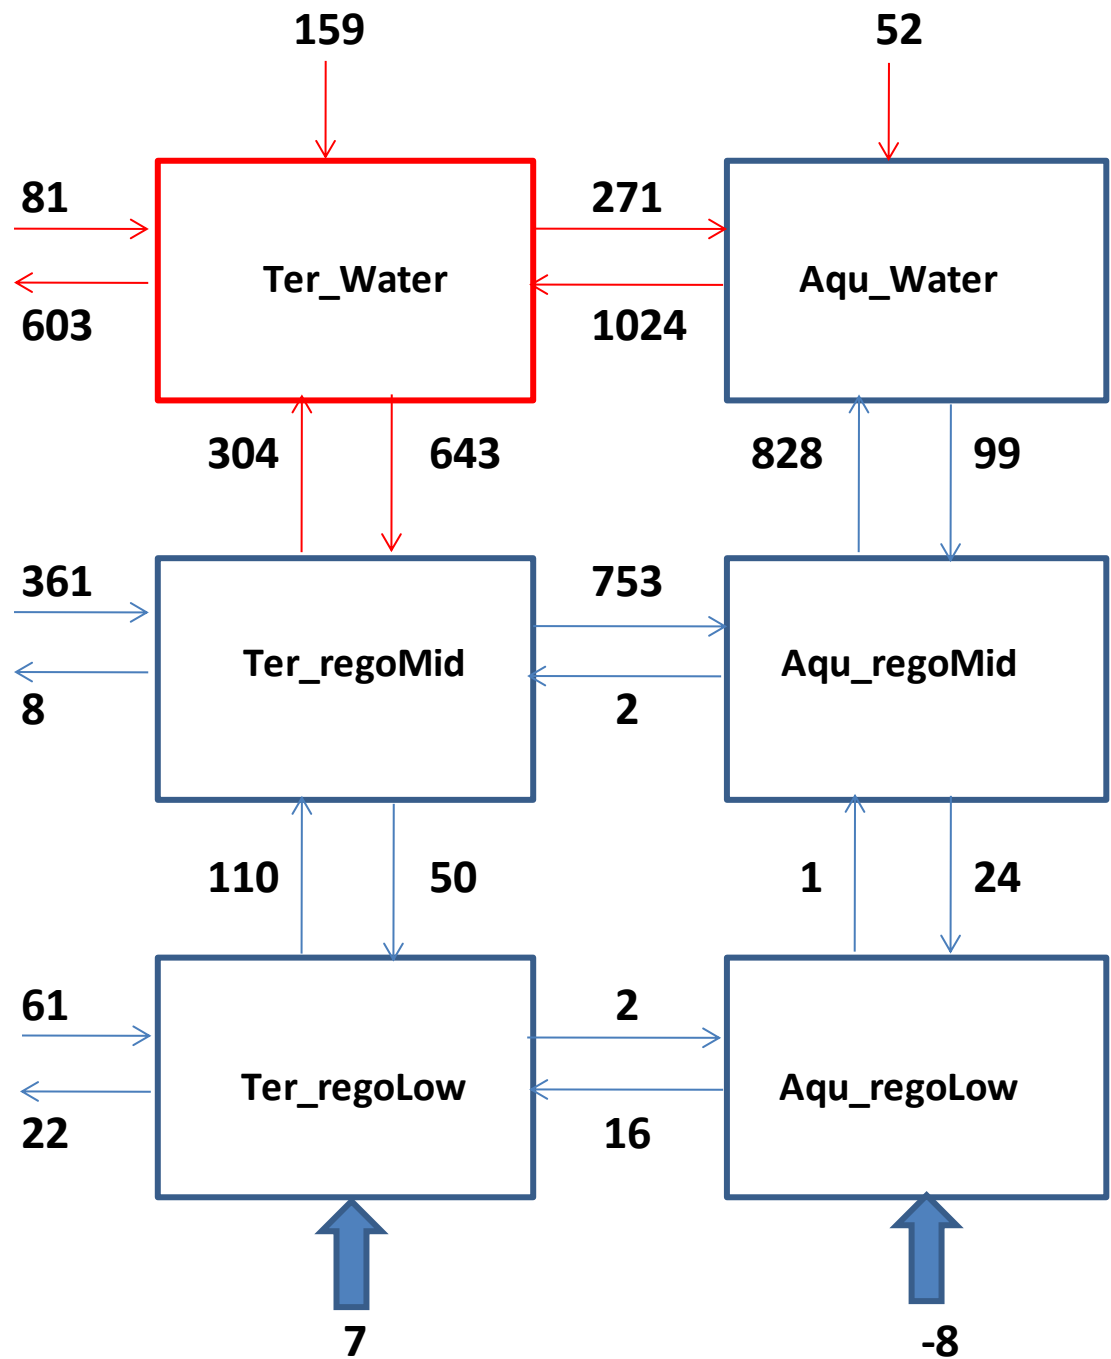 159 52
81 271
Ter_Water Aqu_Water
603 1024
304 643 828 99
361 753
Ter_regoMid Aqu_regoMid
8 2
110 50 1 24
61 2
Ter_regoLow Aqu_regoLow
22 16
7 -8